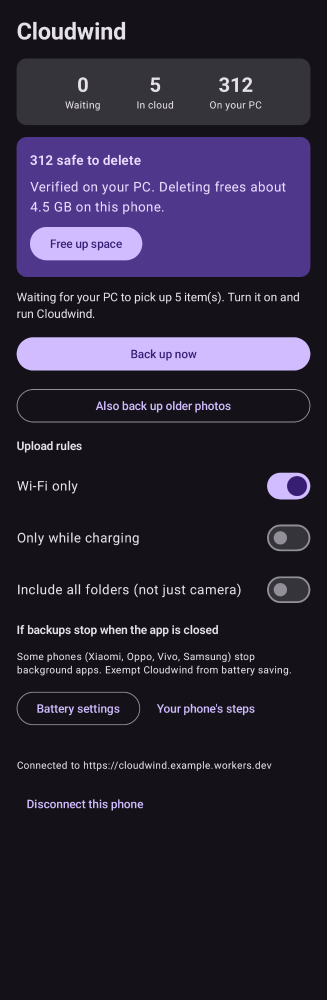 Cloudwind
0 5 312
Waiting In cloud On your PC
312 safe to delete
Verified on your PC. Deleting frees about
4.5 GB on this phone.
Free up space
Waiting for your PC to pick up 5 item(s). Turn it on and
run Cloudwind.
Back up now
Also back up older photos
Upload rules
Wi-Fi only
Only while charging
Include all folders (not just camera)
If backups stop when the app is closed
Some phones (Xiaomi, Oppo, Vivo, Samsung) stop
background apps. Exempt Cloudwind from battery saving.
Battery settings Your phone's steps
Connected to https://cloudwind.example.workers.dev
Disconnect this phone